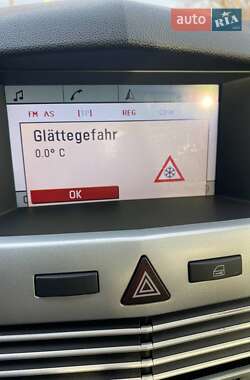 AUTO RIA
FM AS [TP] REG
Glättegefahr
0.0° C
OK